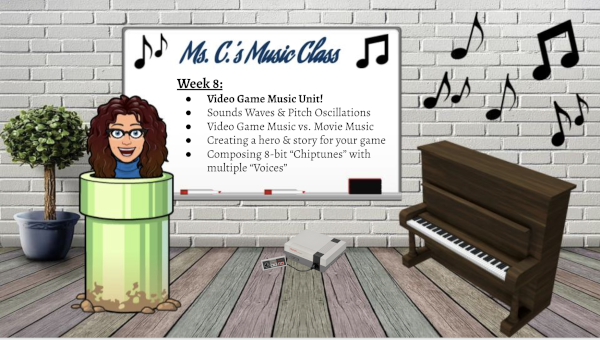 Ms. C.'s Music Class
Week 8:
● Video Game Music Unit!
● Sounds Waves & Pitch Oscillations
● Video Game Music vs. Movie Music
● Creating a hero & story for your game
● Composing 8-bit “Chiptunes” with
multiple “Voices”